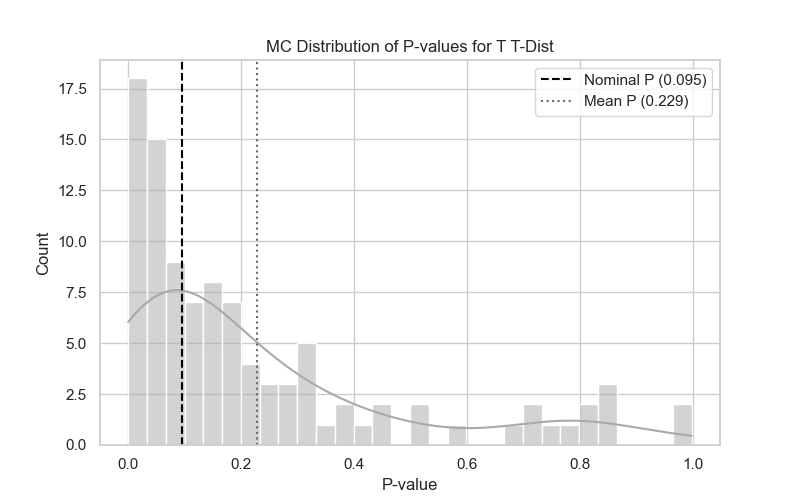 MC Distribution of P-values for T T-Dist
Nominal P (0.095)
Mean P (0.229)
17.5
15.0
12.5
10.0
7.5
5.0
2.5
0.0
Count
0.0 0.2 0.4 0.6 0.8 1.0
P-value